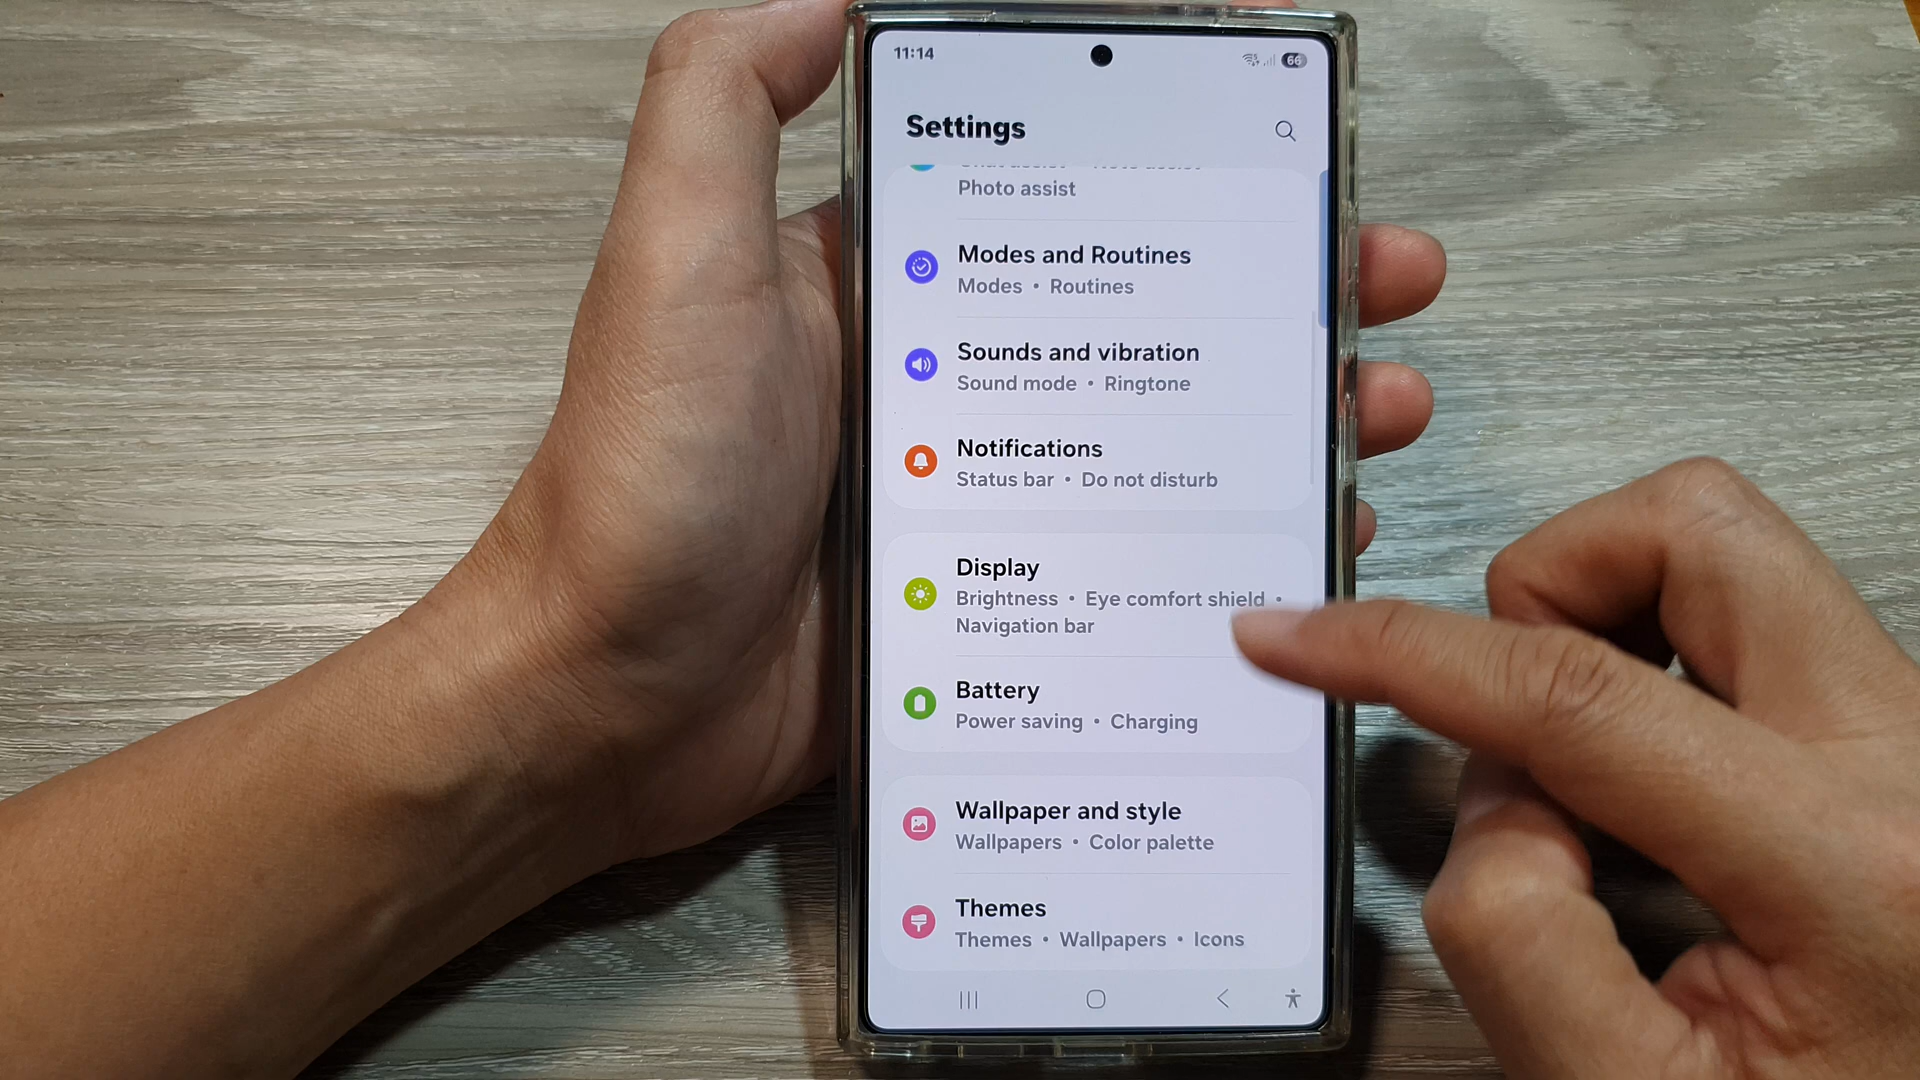 11:14
66
Settings
Photo assist
Modes and Routines
Modes • Routines
Sounds and vibration
Sound mode • Ringtone
Notifications
Status bar • Do not disturb
Display
Brightness • Eye comfort shield •
Navigation bar
Battery
Power saving • Charging
Wallpaper and style
Wallpapers • Color palette
Themes
Themes • Wallpapers • Icons